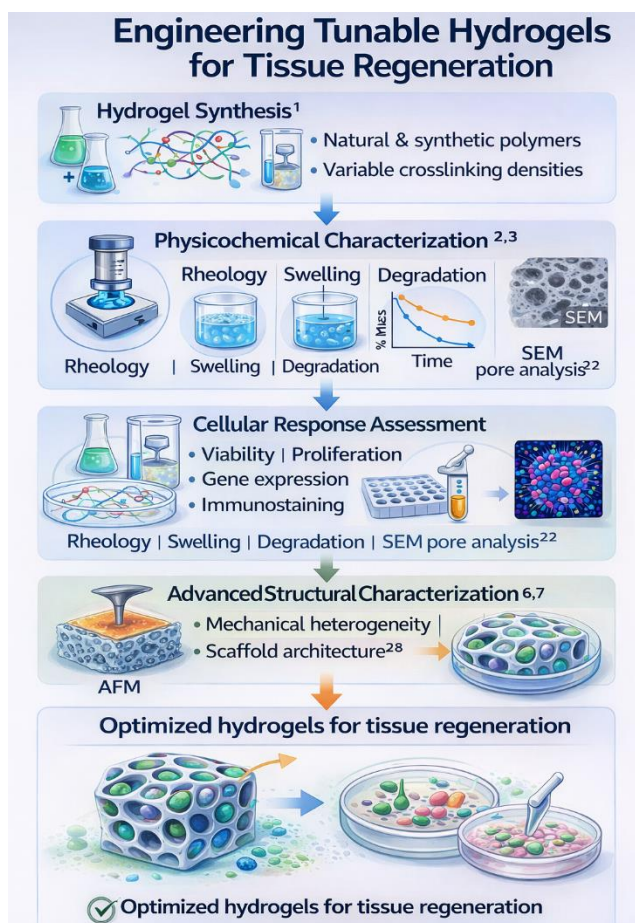 Engineering Tunable Hydrogels
for Tissue Regeneration
Hydrogel Synthesis¹
+
• Natural & synthetic polymers
• Variable crosslinking densities
Physicochemical Characterization ²,³
Rheology
Swelling
Degradation
SEM
Time
Rheology | Swelling | Degradation
SEM
pore analysis²²
Cellular Response Assessment
• Viability | Proliferation
• Gene expression
• Immunostaining
Rheology | Swelling | Degradation | SEM pore analysis²²
Advanced Structural Characterization ⁶,⁷
• Mechanical heterogeneity |
• Scaffold architecture²⁸
AFM
Optimized hydrogels for tissue regeneration
Optimized hydrogels for tissue regeneration